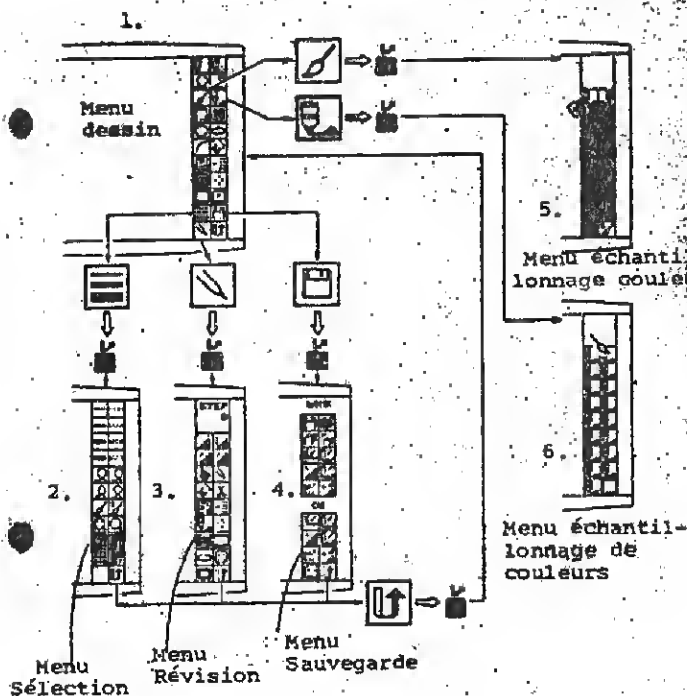 1.
Menu
dessin
5.
Menu échanti
lonnage coule
2.
3.
STEP
4.
6.
Menu échantil-
lonnage de
couleurs
Menu
Sélection
Menu
Révision
Menu
Sauvegarde